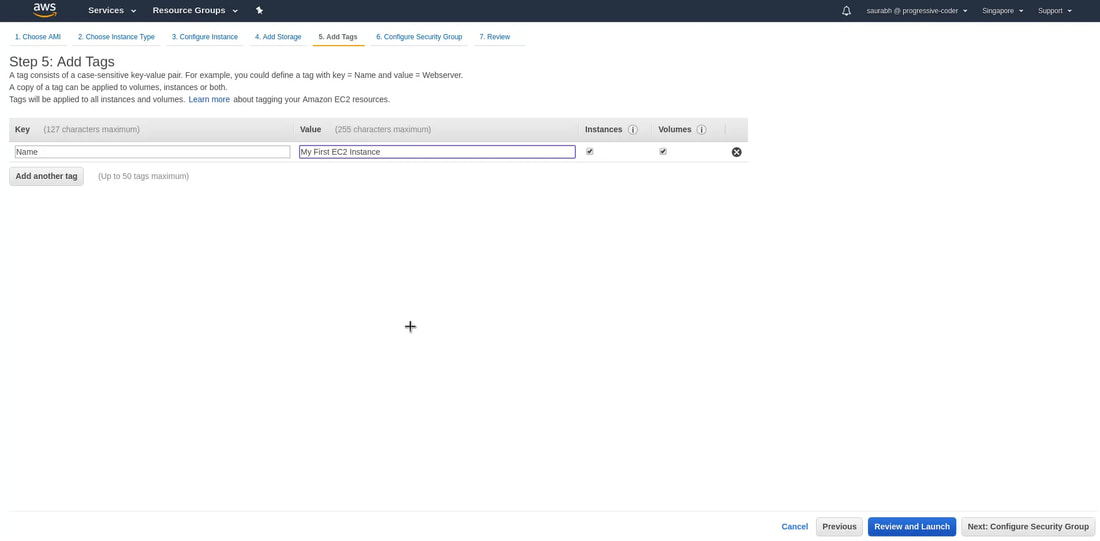 aws Services Resource Groups saurabh @ progressive-coder Singapore Support
1. Choose AMI 2. Choose Instance Type 3. Configure Instance 4. Add Storage 5. Add Tags 6. Configure Security Group 7. Review
Step 5: Add Tags
A tag consists of a case-sensitive key-value pair. For example, you could define a tag with key = Name and value = Webserver.
A copy of a tag can be applied to volumes, instances or both.
Tags will be applied to all instances and volumes. Learn more about tagging your Amazon EC2 resources.
Key (127 characters maximum) Value (255 characters maximum) Instances i Volumes i
Name My First EC2 Instance
Add another tag (Up to 50 tags maximum)
Cancel Previous Review and Launch Next: Configure Security Group